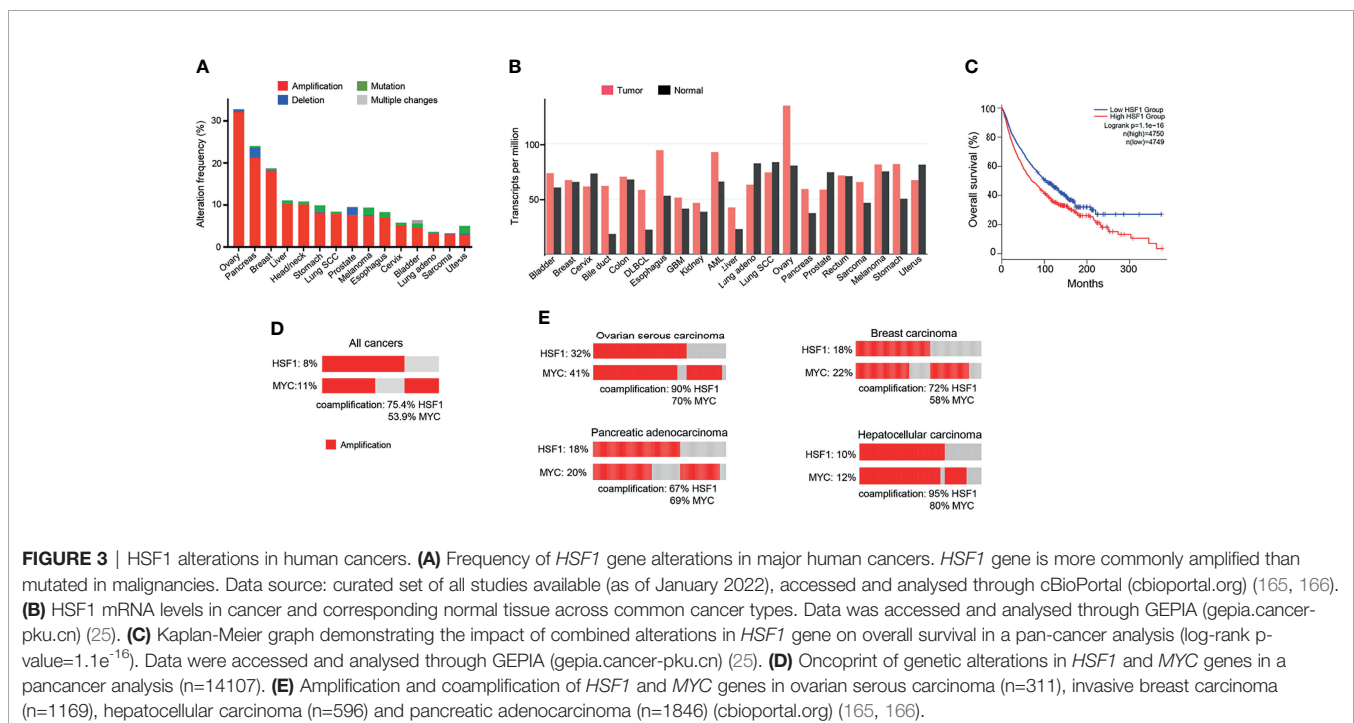 A
Amplification
Mutation
Deletion
Multiple changes
Alteration frequency (%)
30
20
10
0
Ovary
Pancreas
Breast
Liver
Head/neck
Stomach
Lung SCC
Prostate
Melanoma
Esophagus
Cervix
Bladder
Lung adeno
Sarcoma
Uterus
B
Tumor
Normal
Transcripts per million
100
50
Bladder
Breast
Cervix
Bile duct
Colon
DLBCL
Esophagus
GBM
Kidney
AML
Liver
Lung adeno
Lung SCC
Ovary
Pancreas
Prostate
Rectum
Sarcoma
Melanoma
Stomach
Uterus
C
Overall survival (%)
100
80
60
40
20
0
Low HSF1 Group
High HSF1 Group
Logrank p=1.1e-16
n(high)=4750
n(low)=4749
0
100
200
300
Months
D
All cancers
HSF1: 8%
MYC:11%
coamplification: 75.4% HSF1
53.9% MYC
Amplification
E
Ovarian serous carcinoma
HSF1: 32%
MYC: 41%
coamplification: 90% HSF1
70% MYC
Breast carcinoma
HSF1: 18%
MYC: 22%
coamplification: 72% HSF1
58% MYC
Pancreatic adenocarcinoma
HSF1: 18%
MYC: 20%
coamplification: 67% HSF1
69% MYC
Hepatocellular carcinoma
HSF1: 10%
MYC: 12%
coamplification: 95% HSF1
80% MYC
FIGURE 3 | HSF1 alterations in human cancers. (A) Frequency of HSF1 gene alterations in major human cancers. HSF1 gene is more commonly amplified than
mutated in malignancies. Data source: curated set of all studies available (as of January 2022), accessed and analysed through cBioPortal (cbioportal.org) (165, 166).
(B) HSF1 mRNA levels in cancer and corresponding normal tissue across common cancer types. Data was accessed and analysed through GEPIA (gepia.cancer-
pku.cn) (25). (C) Kaplan-Meier graph demonstrating the impact of combined alterations in HSF1 gene on overall survival in a pan-cancer analysis (log-rank p-
value=1.1e-16). Data were accessed and analysed through GEPIA (gepia.cancer-pku.cn) (25). (D) Oncoprint of genetic alterations in HSF1 and MYC genes in a
pancancer analysis (n=14107). (E) Amplification and coamplification of HSF1 and MYC genes in ovarian serous carcinoma (n=311), invasive breast carcinoma
(n=1169), hepatocellular carcinoma (n=596) and pancreatic adenocarcinoma (n=1846) (cbioportal.org) (165, 166).